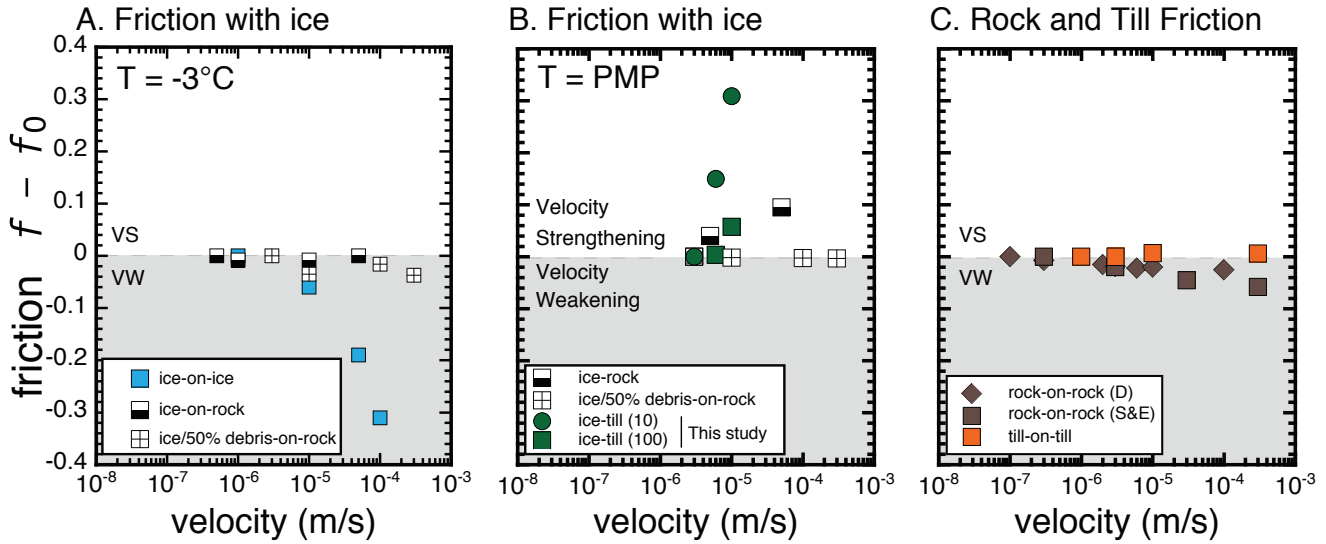 A. Friction with ice
B. Friction with ice
C. Rock and Till Friction
T = -3°C
T = PMP
friction f – f0
0.4
0.3
0.2
0.1
0
-0.1
-0.2
-0.3
-0.4
VS
VW
ice-on-ice
ice-on-rock
ice/50% debris-on-rock
10-8
10-7
10-6
10-5
10-4
10-3
velocity (m/s)
Velocity
Strengthening
Velocity
Weakening
ice-rock
ice/50% debris-on-rock
ice-till (10)
ice-till (100)
This study
10-8
10-7
10-6
10-5
10-4
10-3
velocity (m/s)
VS
VW
rock-on-rock (D)
rock-on-rock (S&E)
till-on-till
10-8
10-7
10-6
10-5
10-4
10-3
velocity (m/s)